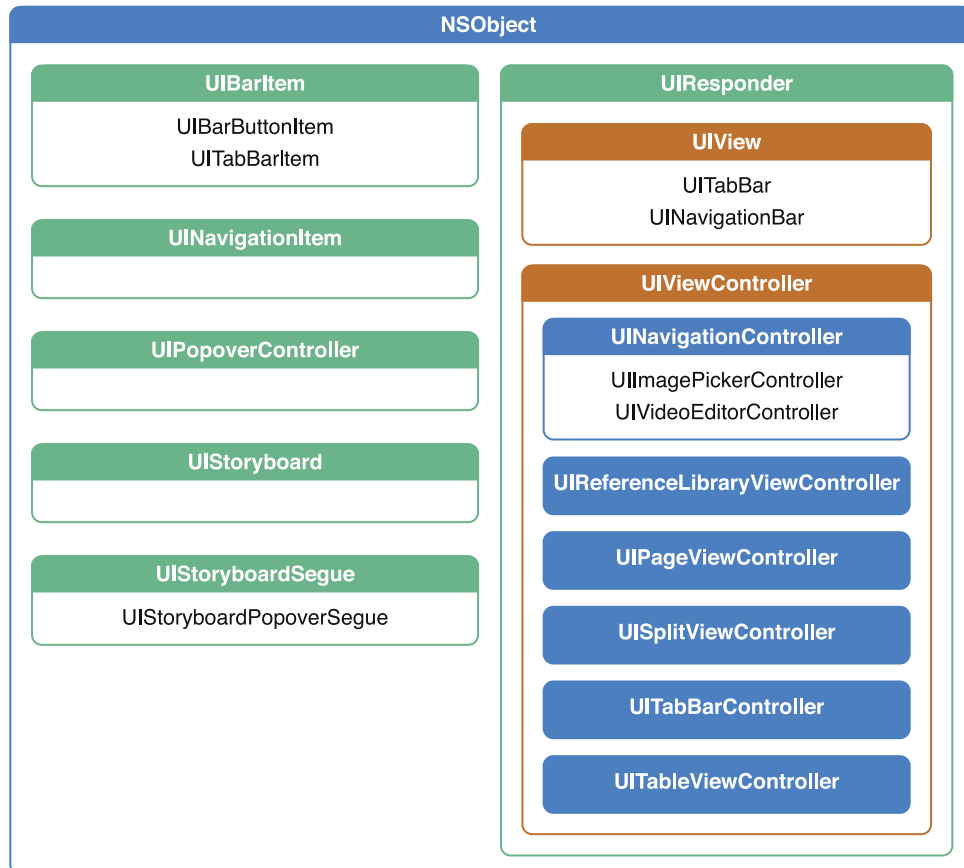 NSObject
UIBarItem
UIBarButtonItem
UITabBarItem
UINavigationItem
UIPopoverController
UIStoryboard
UIStoryboardSegue
UIStoryboardPopoverSegue
UIResponder
UIView
UITabBar
UINavigationBar
UIViewController
UINavigationController
UIImagePickerController
UIVideoEditorController
UIReferenceLibraryViewController
UIPageViewController
UISplitViewController
UITabBarController
UITableViewController